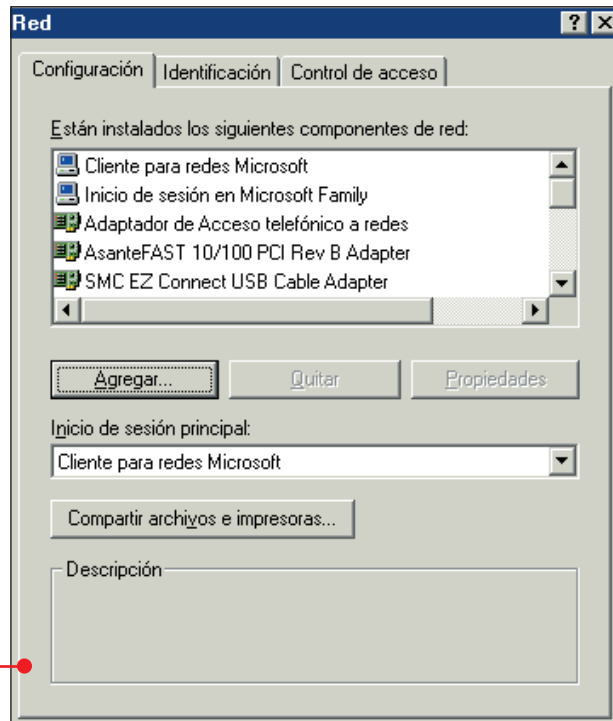 Red
Configuración Identificación Control de acceso
Están instalados los siguientes componentes de red:
Cliente para redes Microsoft
Inicio de sesión en Microsoft Family
Adaptador de Acceso telefónico a redes
AsanteFAST 10/100 PCI Rev B Adapter
SMC EZ Connect USB Cable Adapter
Agregar... Quitar Propiedades
Inicio de sesión principal:
Cliente para redes Microsoft
Compartir archivos e impresoras...
Descripción